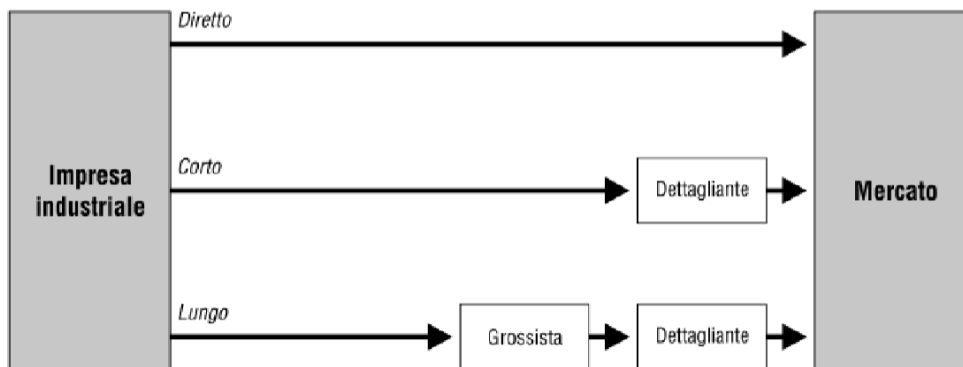 Diretto
Impresa
industriale
Corto
Dettagliante
Mercato
Lungo
Grossista
Dettagliante